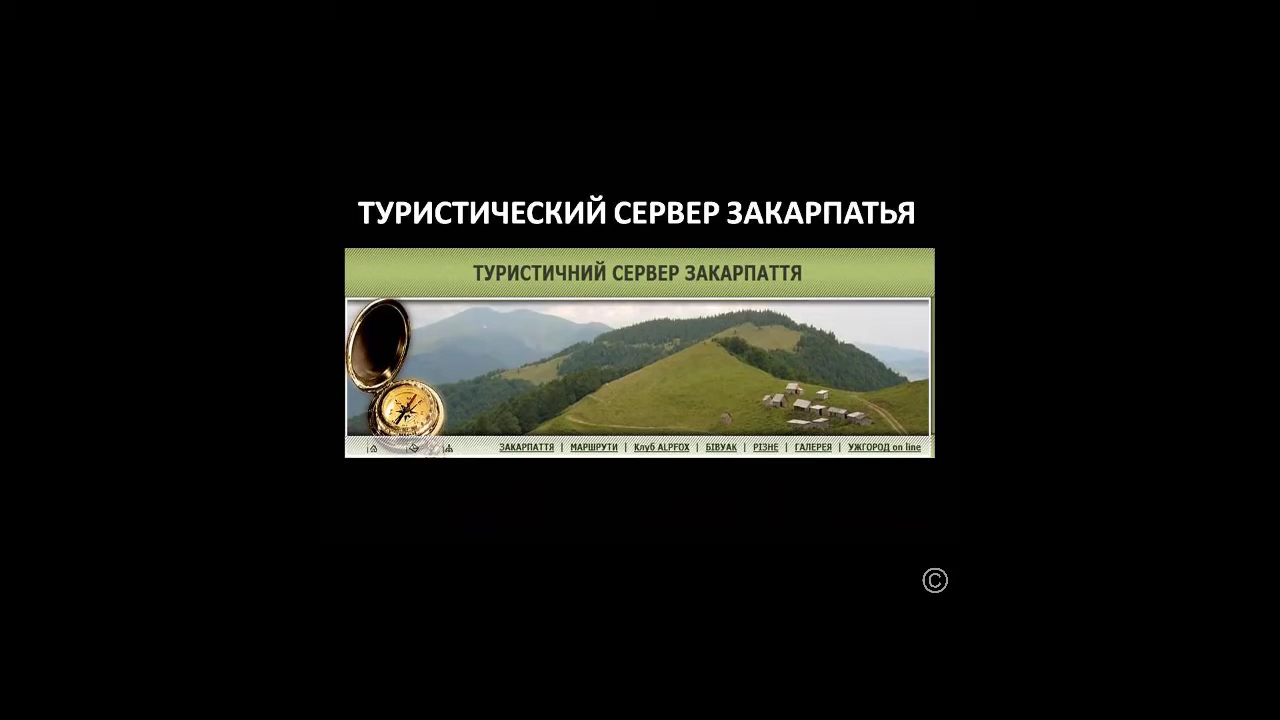 ТУРИСТИЧЕСКИЙ СЕРВЕР ЗАКАРПАТЬЯ
ТУРИСТИЧНИЙ СЕРВЕР ЗАКАРПАТТЯ
ЗАКАРПАТТЯ | МАРШРУТИ | Клуб ALPFOX | БІВУАК | РІЗНЕ | ГАЛЕРЕЯ | УЖГОРОД on line
©